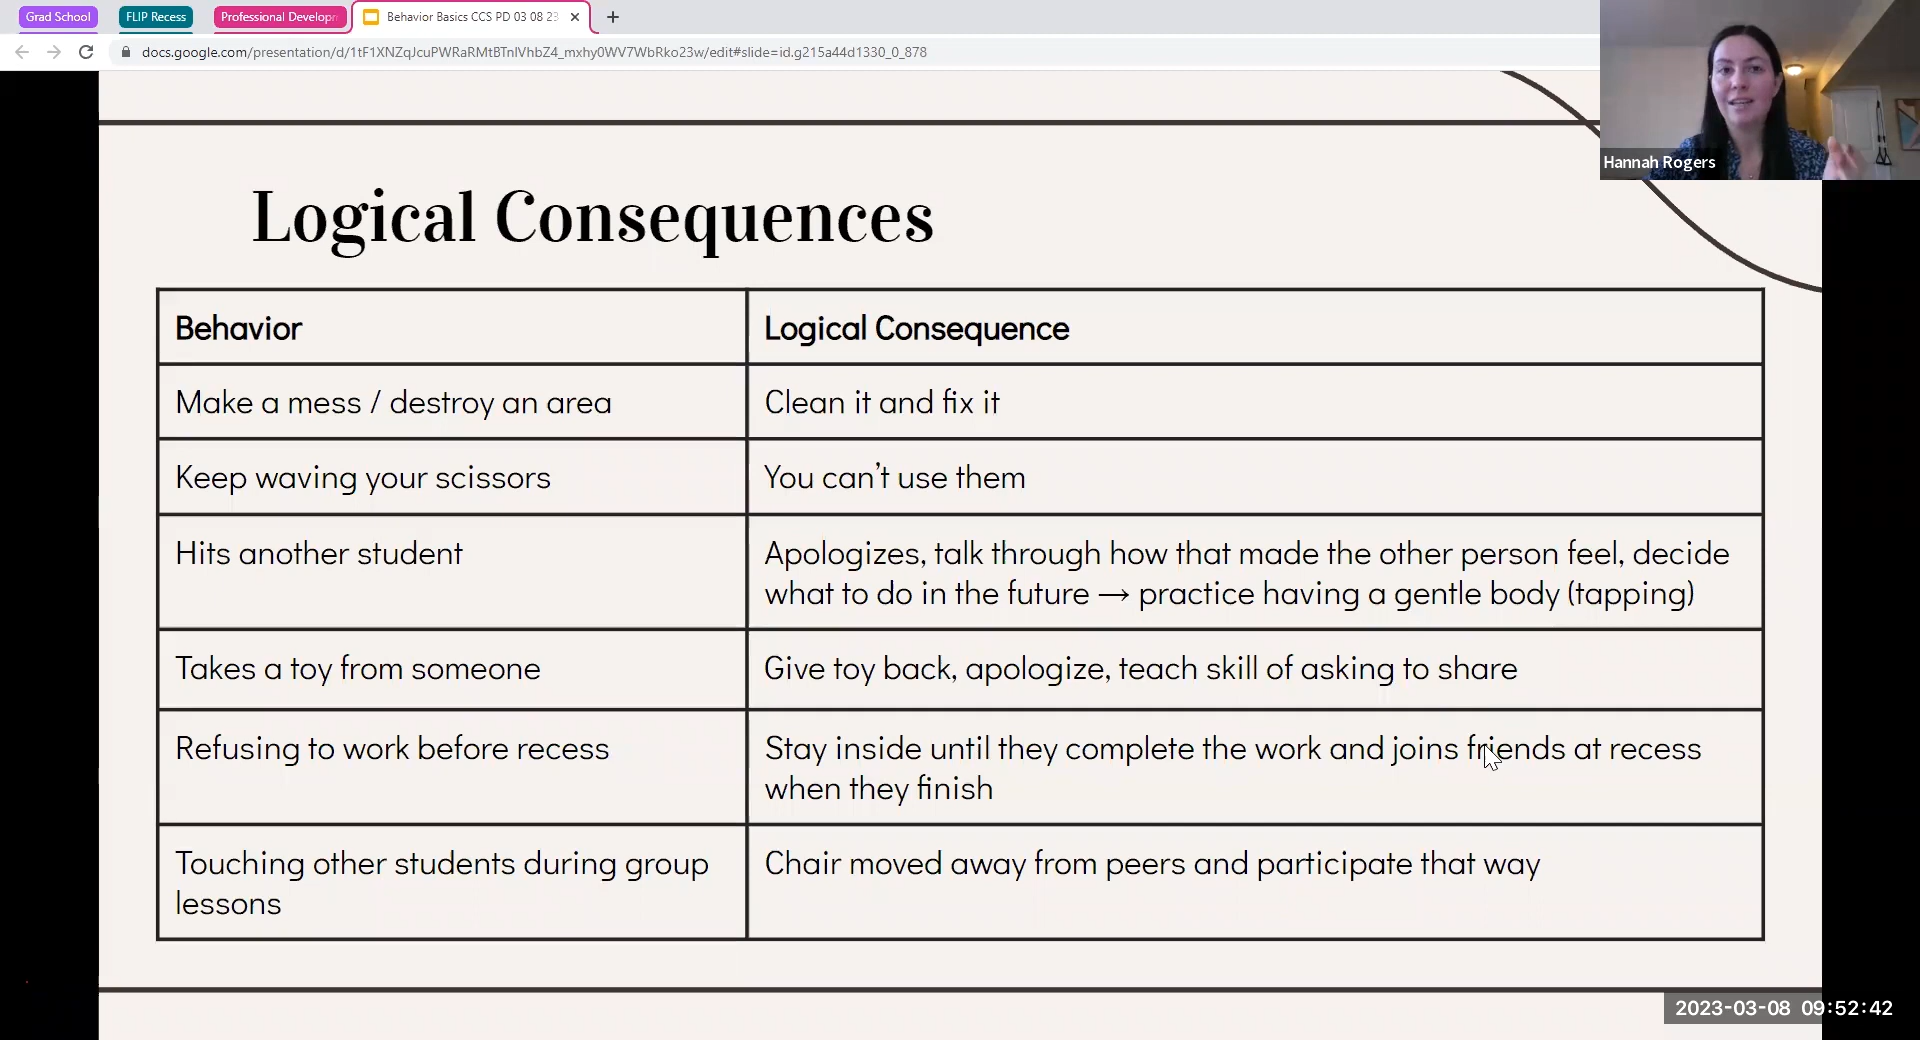 Grad School
FLIP Recess
Professional Develop
Behavior Basics CCS PD 03 08 23
docs.google.com/presentation/d/1tF1XNZqJcuPWRaRMtBTnlVhbZ4_mxhy0WV7WbRko23w/edit#slide=id.g215a44d1330_0_878
Hannah Rogers
Logical Consequences
Behavior
Logical Consequence
Make a mess / destroy an area
Clean it and fix it
Keep waving your scissors
You can’t use them
Hits another student
Apologizes, talk through how that made the other person feel, decide
what to do in the future → practice having a gentle body (tapping)
Takes a toy from someone
Give toy back, apologize, teach skill of asking to share
Refusing to work before recess
Stay inside until they complete the work and joins friends at recess
when they finish
Touching other students during group
lessons
Chair moved away from peers and participate that way
2023-03-08 09:52:42